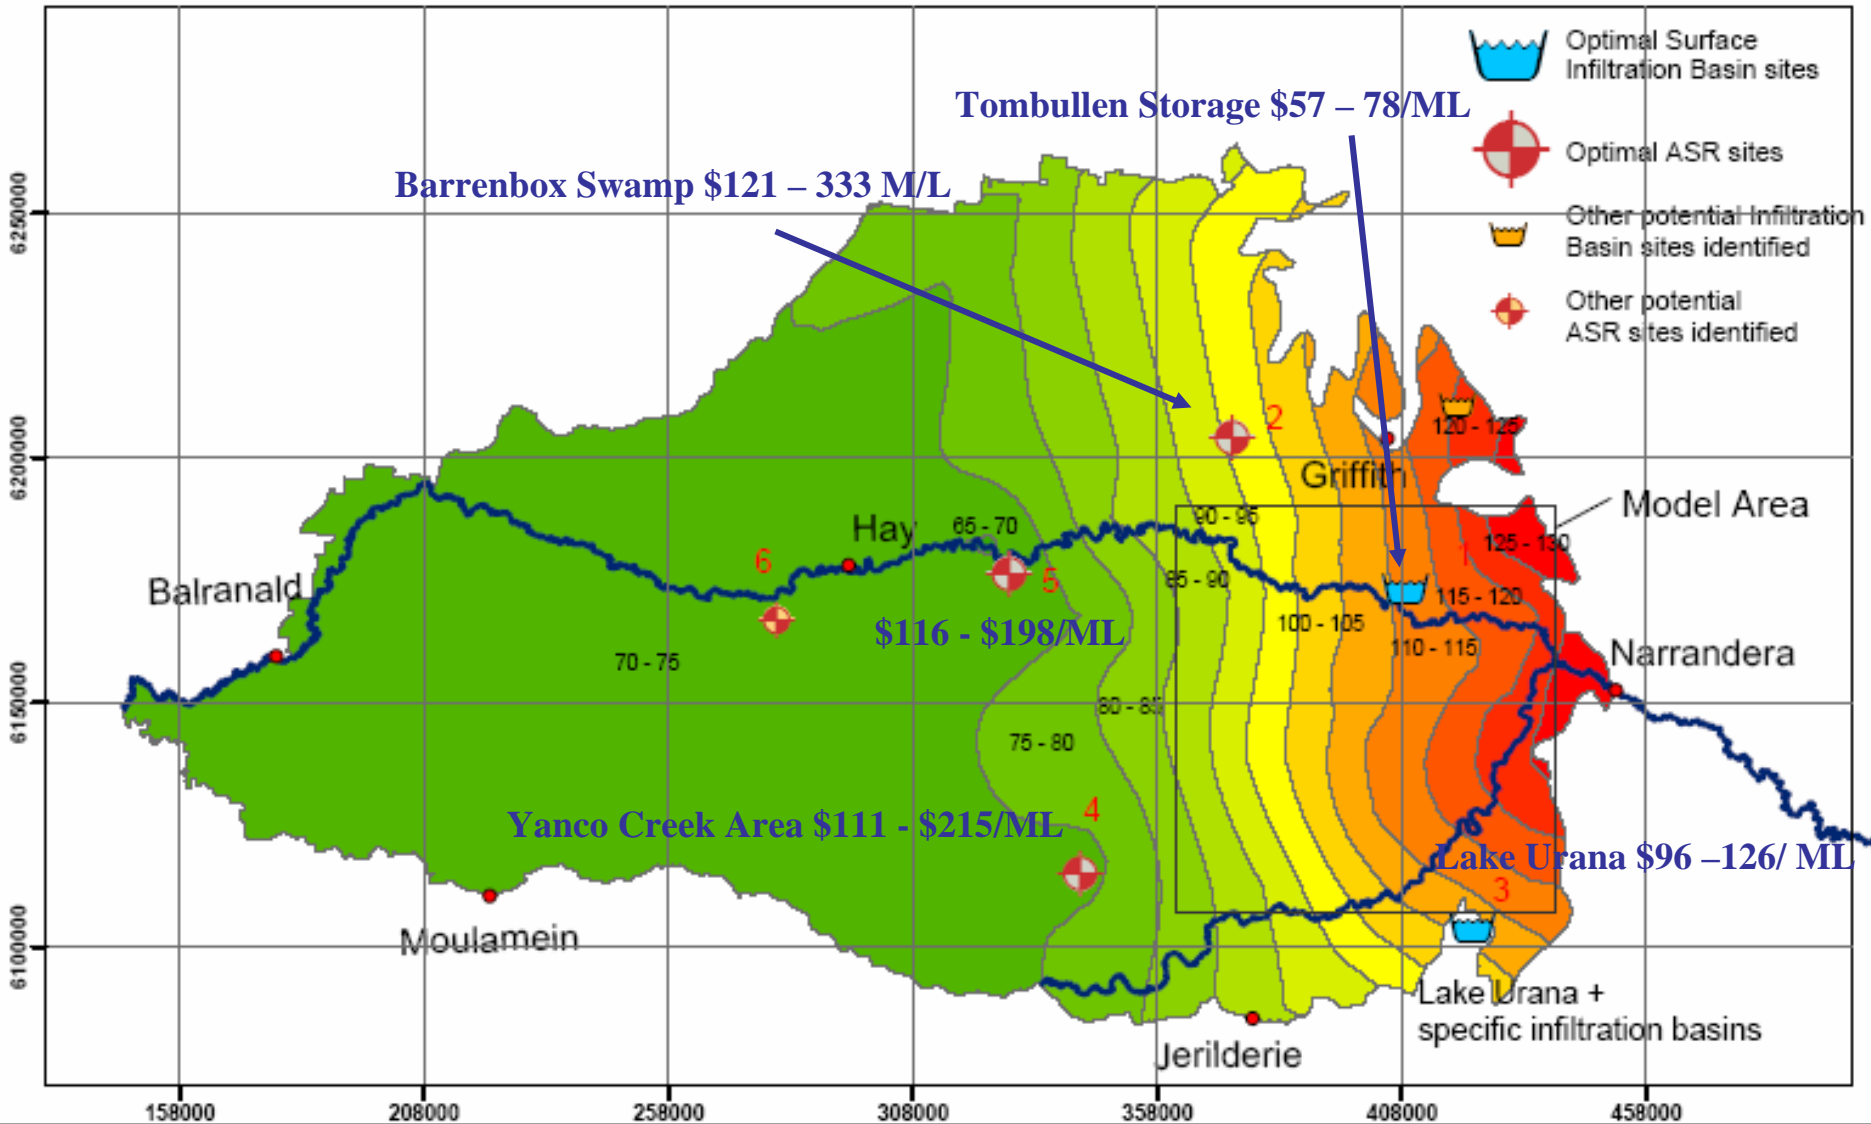 Optimal Surface
Infiltration Basin sites
Tombullen Storage $57 – 78/ML
Optimal ASR sites
Barrenbox Swamp $121 – 333 M/L
Other potential Infiltration
Basin sites identified
Other potential
ASR sites identified
6250000
6200000
6150000
6100000
2
120 - 125
Griffith
Model Area
90 - 95
Hay
65 - 70
125 - 130
1
6
5
85 - 90
Balranald
115 - 120
100 - 105
$116 - $198/ML
110 - 115
70 - 75
Narrandera
80 - 85
75 - 80
4
Yanco Creek Area $111 - $215/ML
Lake Urana $96 –126/ ML
3
Moulamein
Lake Urana +
specific infiltration basins
Jerilderie
158000
208000
258000
308000
358000
408000
458000